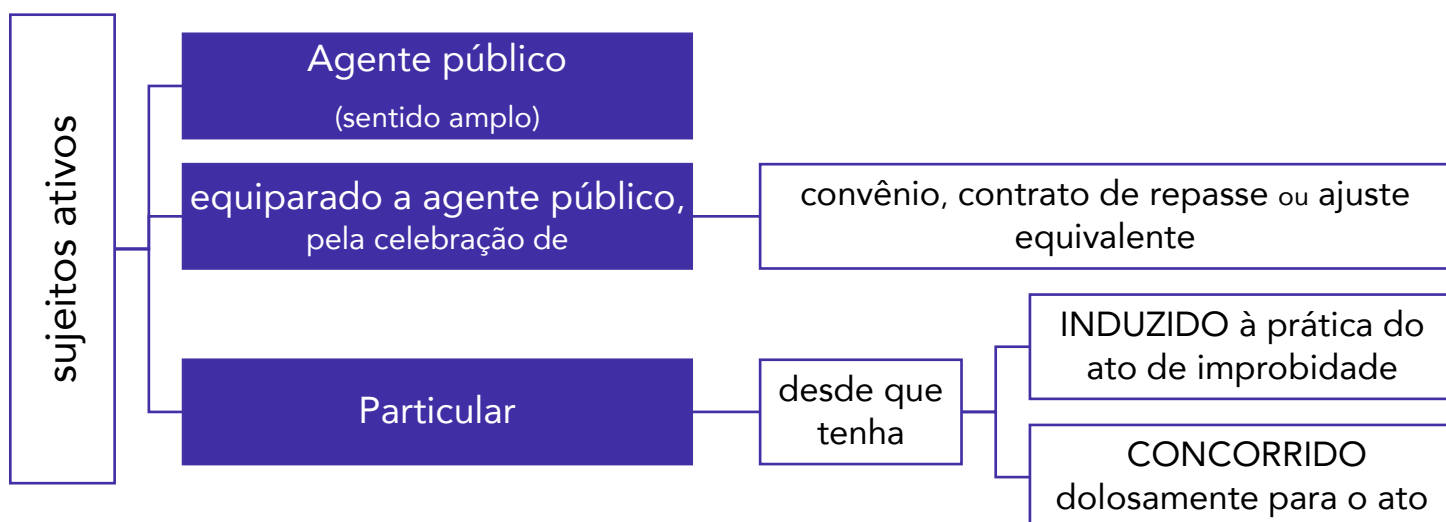 sujeitos ativos
Agente público
(sentido amplo)
equiparado a agente público,
pela celebração de
convênio, contrato de repasse ou ajuste
equivalente
Particular
desde que
tenha
INDUZIDO à prática do
ato de improbidade
CONCORRIDO
dolosamente para o ato